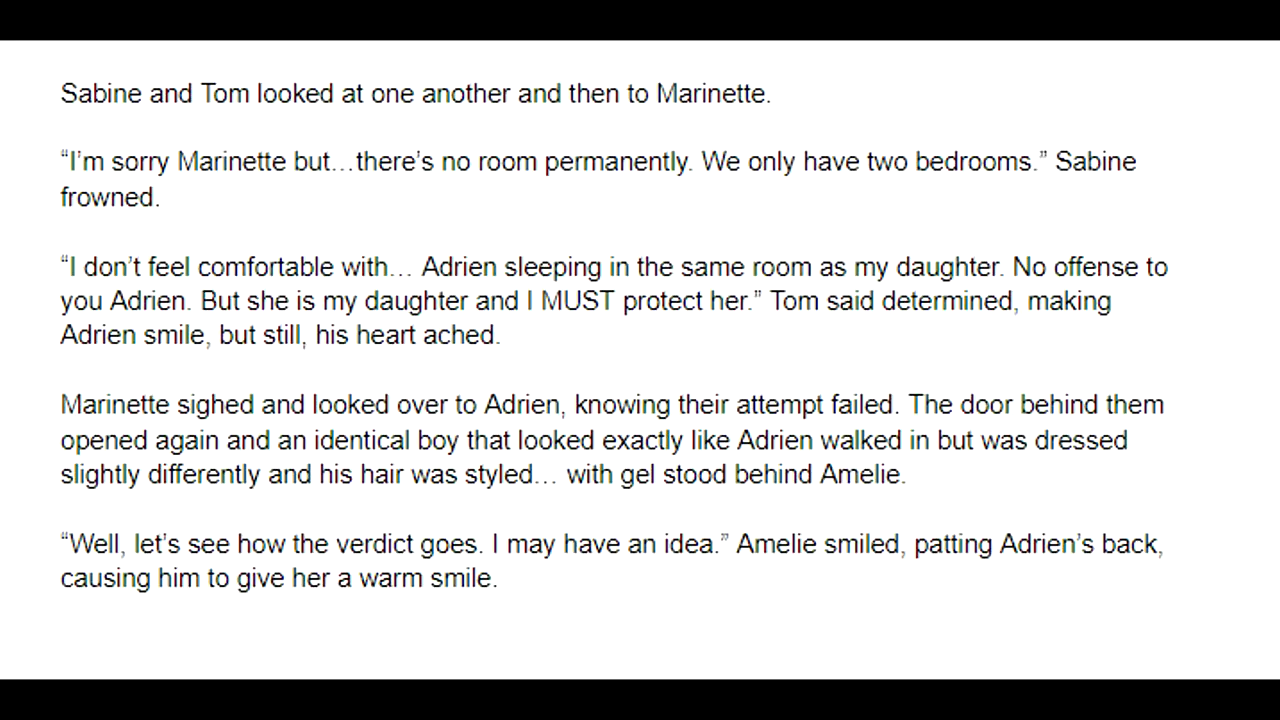 Sabine and Tom looked at one another and then to Marinette.
“I’m sorry Marinette but…there’s no room permanently. We only have two bedrooms.” Sabine
frowned.
“I don’t feel comfortable with… Adrien sleeping in the same room as my daughter. No offense to
you Adrien. But she is my daughter and I MUST protect her.” Tom said determined, making
Adrien smile, but still, his heart ached.
Marinette sighed and looked over to Adrien, knowing their attempt failed. The door behind them
opened again and an identical boy that looked exactly like Adrien walked in but was dressed
slightly differently and his hair was styled… with gel stood behind Amelie.
“Well, let’s see how the verdict goes. I may have an idea.” Amelie smiled, patting Adrien’s back,
causing him to give her a warm smile.